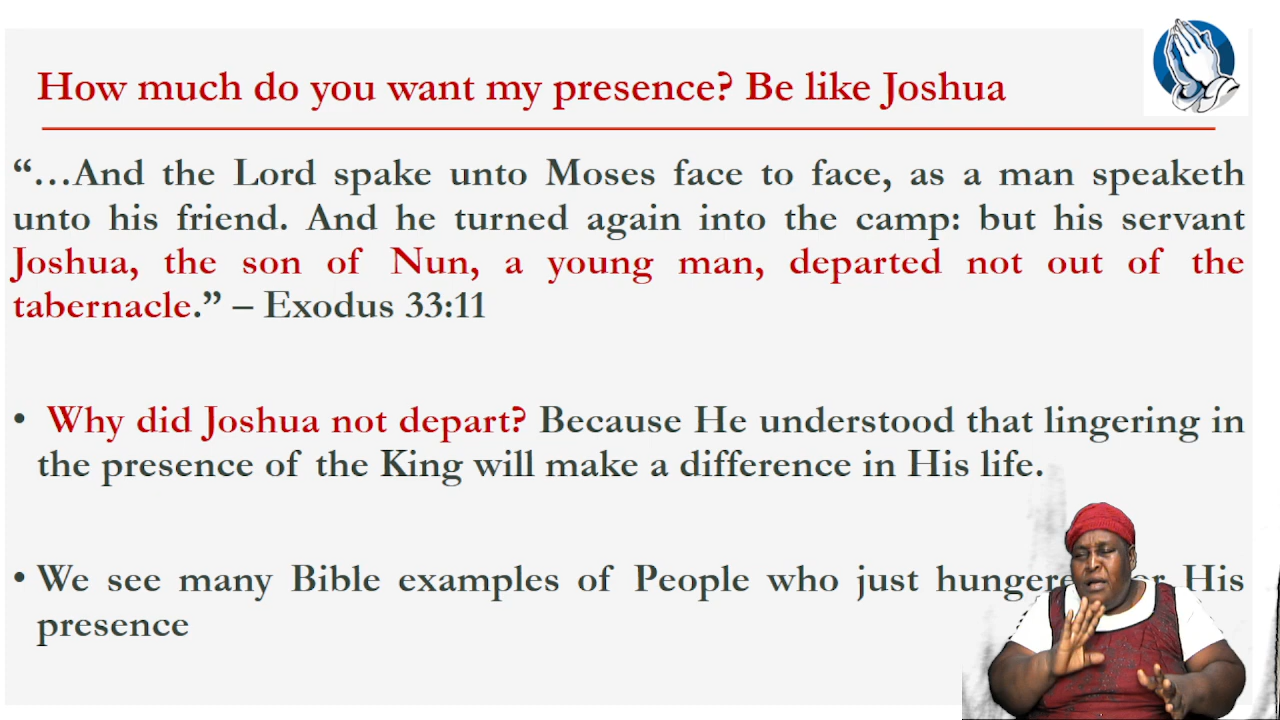 How much do you want my presence? Be like Joshua
“…And the Lord spake unto Moses face to face, as a man speaketh
unto his friend. And he turned again into the camp: but his servant
Joshua, the son of Nun, a young man, departed not out of the
tabernacle.” – Exodus 33:11
• Why did Joshua not depart? Because He understood that lingering in
the presence of the King will make a difference in His life.
• We see many Bible examples of People who just His
presence